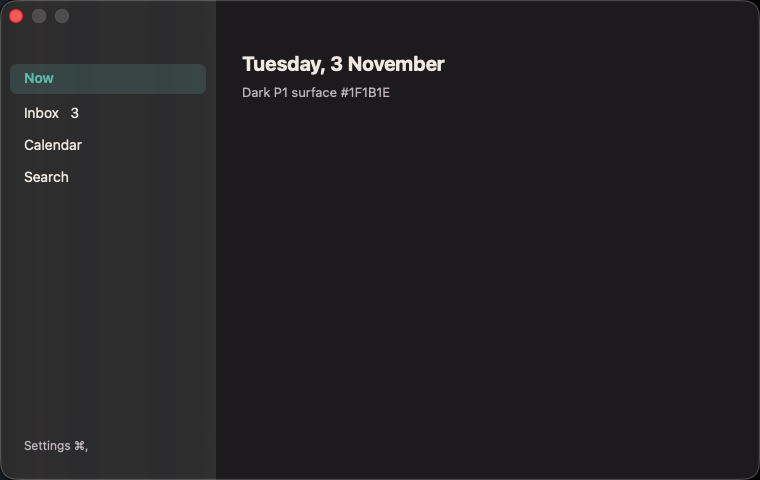 Now
Inbox 3
Calendar
Search
Settings ⌘,
Tuesday, 3 November
Dark P1 surface #1F1B1E